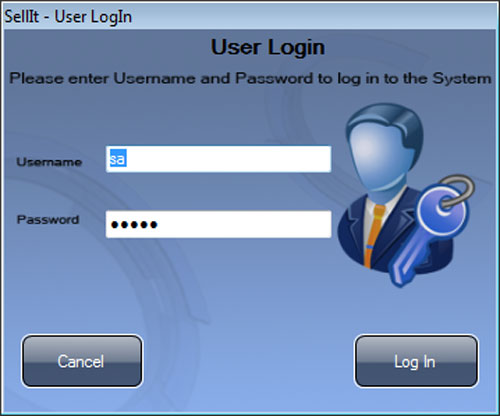 SellIt - User LogIn
User Login
Please enter Username and Password to log in to the System
Username
sa
Password
●●●●●
Cancel
Log In